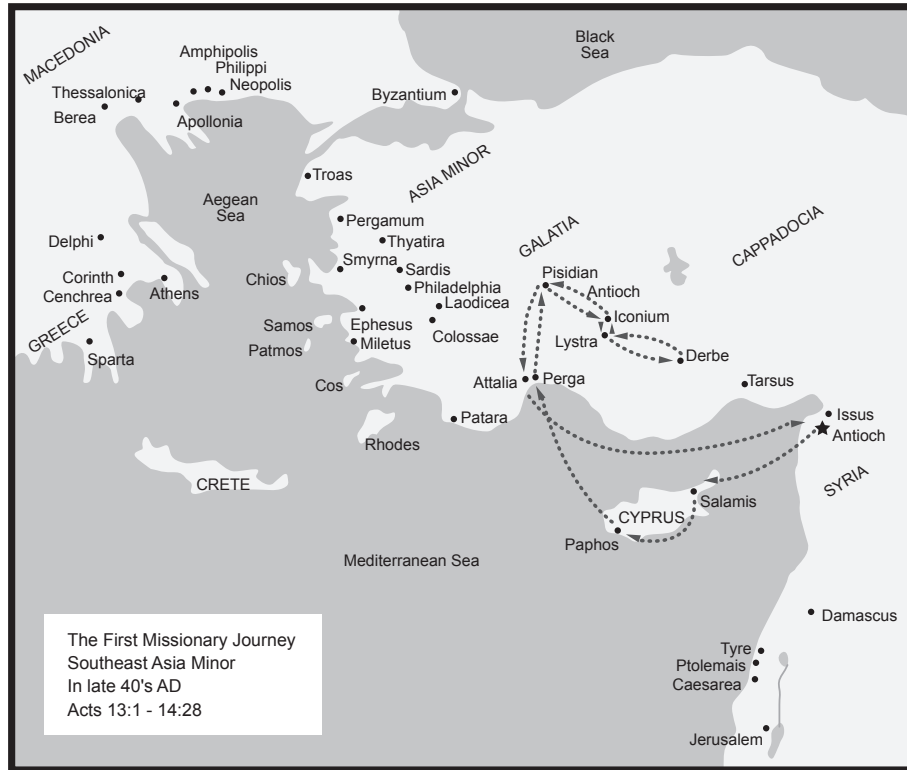 Black
Sea
MACEDONIA
Amphipolis
Philippi
Neopolis
Thessalonica
Berea
Apollonia
Byzantium
Troas
ASIA MINOR
Aegean
Sea
Pergamum
Thyatira
Delphi
Smyrna
Sardis
Chios
Philadelphia
Laodicea
Corinth
Cenchrea
Athens
GREECE
Sparta
Samos
Ephesus
Colossae
Patmos
Miletus
Cos
GALATIA
CAPPADOCIA
Pisidian
Antioch
Iconium
Lystra
Derbe
Attalia
Perga
Tarsus
Patara
Rhodes
Issus
Antioch
CRETE
SYRIA
Salamis
CYPRUS
Paphos
Mediterranean Sea
Damascus
Tyre
Ptolemais
Caesarea
Jerusalem
The First Missionary Journey
Southeast Asia Minor
In late 40's AD
Acts 13:1 - 14:28